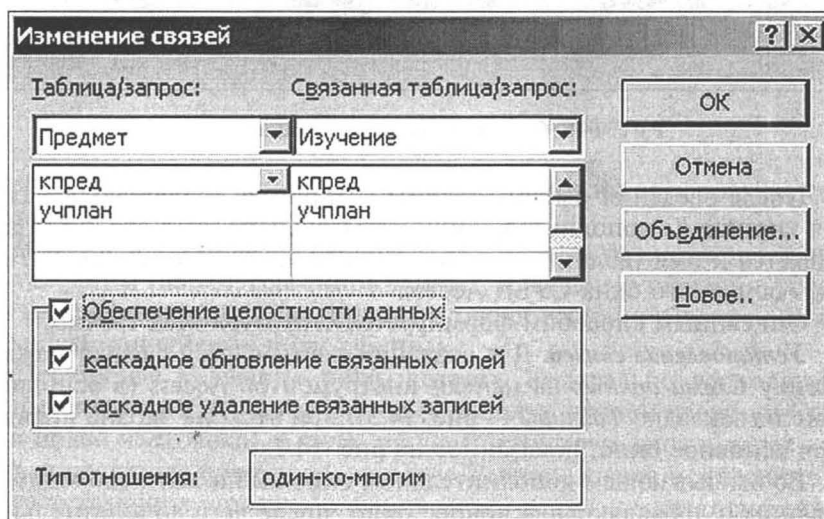 Изменение связей
Таблица/запрос: Связанная таблица/запрос:
Предмет Изучение
кпред кпред
учплан учплан
ОК
Отмена
Объединение...
Новое..
Обеспечение целостности данных
каскадное обновление связанных полей
каскадное удаление связанных записей
Тип отношения: один-ко-многим